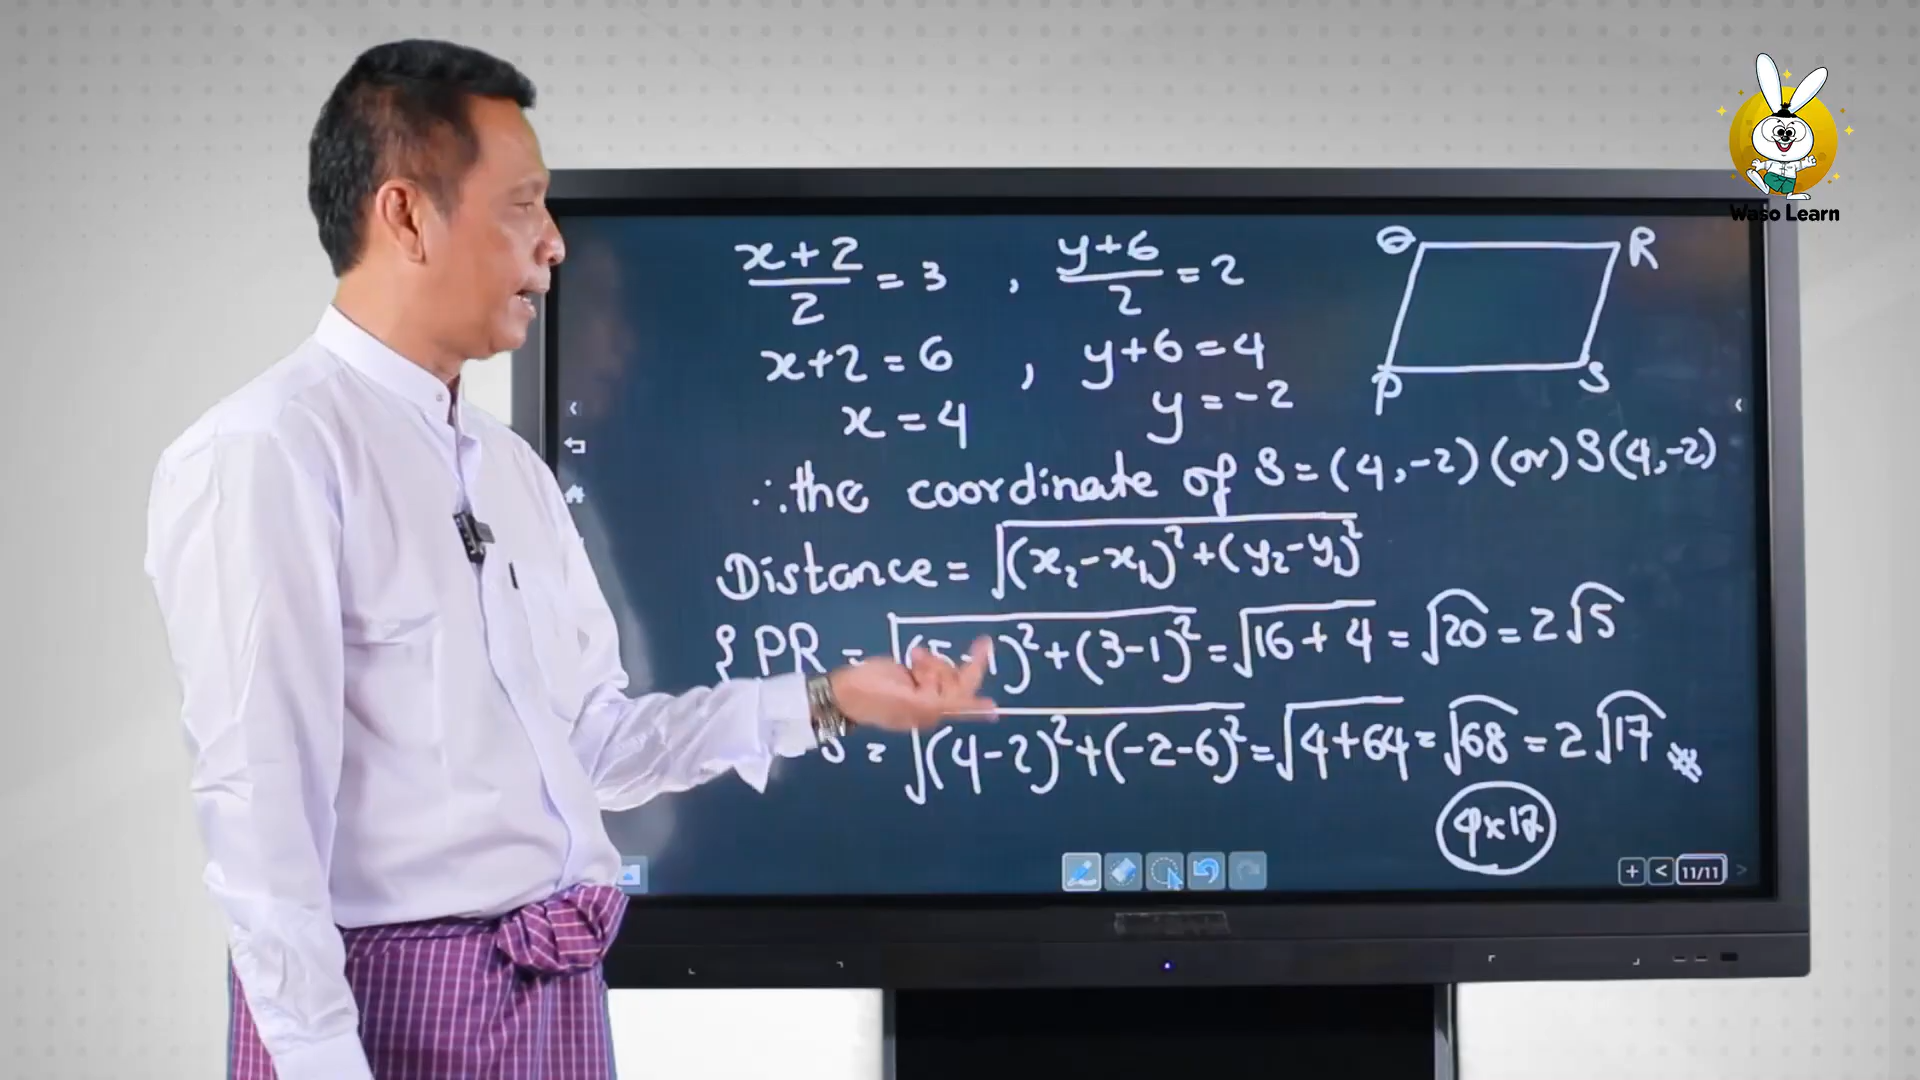 Waso Learn
x+2/2 = 3 , y+6/2 = 2
x+2 = 6 , y+6 = 4
x = 4 y = -2
∴ the coordinate of S = (4,-2) (or) S(4,-2)
Distance = √(x₂-x₁)²+(y₂-y₁)²
PR = √(5-1)²+(3-1)² = √16+4 = √20 = 2√5
S = √(4-2)²+(-2-6)² = √4+64 = √68 = 2√17
4×17
Q R
P S
11/11